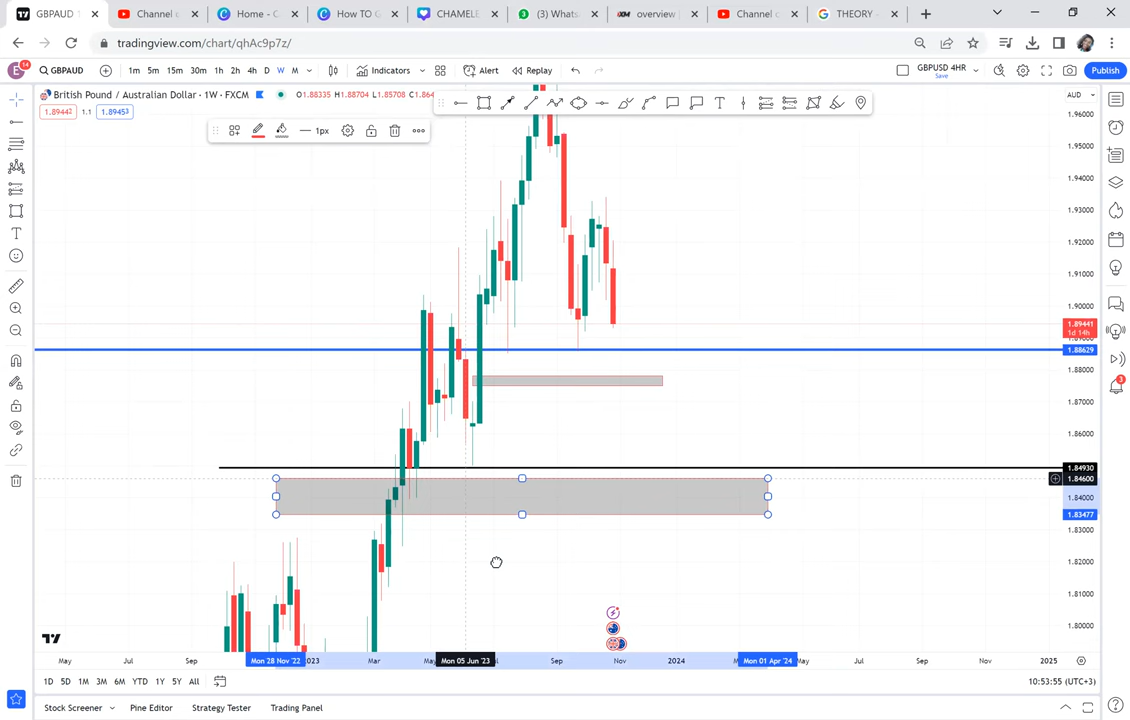 GBPAUD 1
Channel
Home - C
How TO G
CHAMELE
(3) Whats
XM overview
Channel c
THEORY -
tradingview.com/chart/qhAc9p7z/
E 14 GBPAUD 1m 5m 15m 30m 1h 2h 4h D W M Indicators Alert Replay GBPUSD 4HR Save Publish
British Pound / Australian Dollar · 1W · FXCM O1.88335 H1.88704 L1.85708
AUD
1.89442 1.1 1.89453
1px
1.96000
1.95000
1.94000
1.93000
1.92000
1.91000
1.90000
1.89441
1d 14h
1.88629
1.88000
1.87000
1.86000
1.84930
1.84600
1.84000
1.83477
1.83000
1.82000
1.81000
1.80000
May Jul Sep Mon 28 Nov '22 2023 Mar Mon 05 Jun '23 Sep Nov 2024 Mon 01 Apr '24 May Jul Sep Nov 2025
1D 5D 1M 3M 6M YTD 1Y 5Y All 10:53:55 (UTC+3)
Stock Screener Pine Editor Strategy Tester Trading Panel